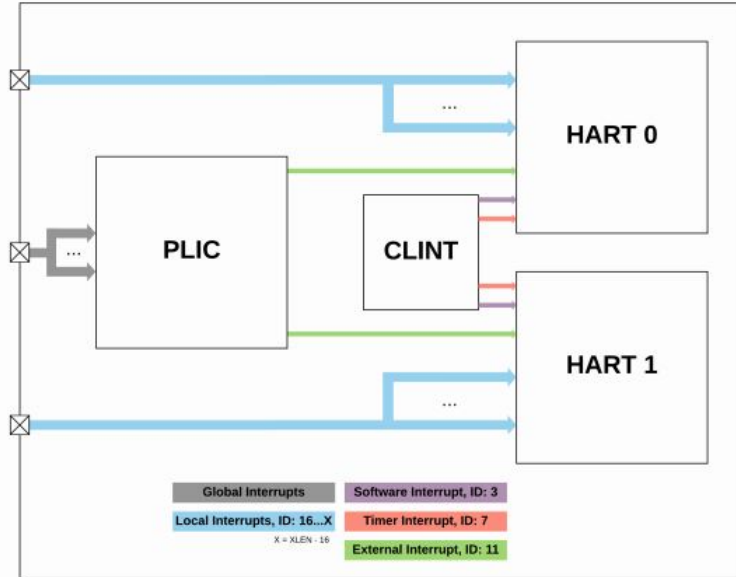 ...
HART 0
...
PLIC
CLINT
HART 1
...
Global Interrupts
Software Interrupt, ID: 3
Local Interrupts, ID: 16...X
Timer Interrupt, ID: 7
X = XLEN - 16
External Interrupt, ID: 11